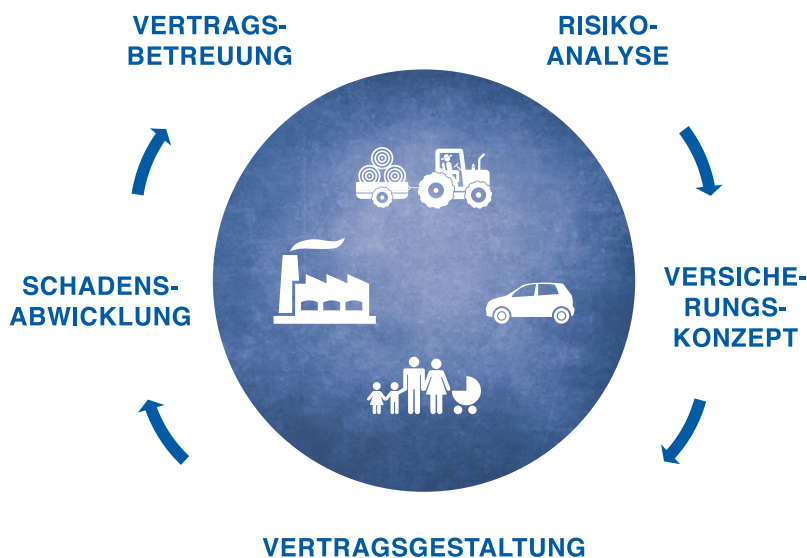 VERTRAGS-
BETREUUNG
RISIKO-
ANALYSE
VERSICHE-
RUNGS-
KONZEPT
VERTRAGSGESTALTUNG
SCHADENS-
ABWICKLUNG